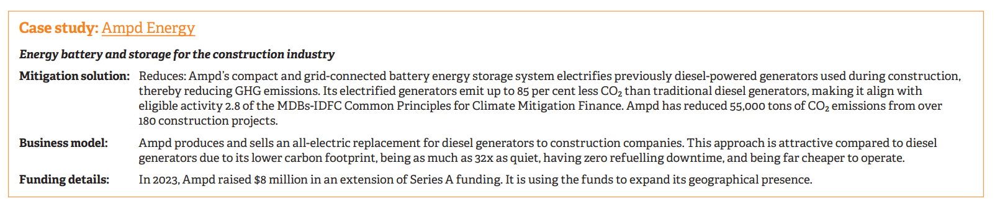 Case study: Ampd Energy
Energy battery and storage for the construction industry
Mitigation solution: Reduces: Ampd’s compact and grid-connected battery energy storage system electrifies previously diesel-powered generators used during construction,
thereby reducing GHG emissions. Its electrified generators emit up to 85 per cent less CO₂ than traditional diesel generators, making it align with
eligible activity 2.8 of the MDBs-IDFC Common Principles for Climate Mitigation Finance. Ampd has reduced 55,000 tons of CO₂ emissions from over
180 construction projects.
Business model: Ampd produces and sells an all-electric replacement for diesel generators to construction companies. This approach is attractive compared to diesel
generators due to its lower carbon footprint, being as much as 32x as quiet, having zero refuelling downtime, and being far cheaper to operate.
Funding details: In 2023, Ampd raised $8 million in an extension of Series A funding. It is using the funds to expand its geographical presence.